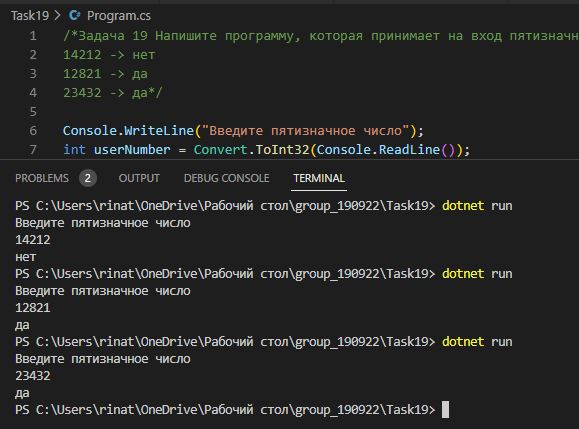 Task19 > Program.cs
1 /*Задача 19 Напишите программу, которая принимает на вход пятизначн
2 14212 -> нет
3 12821 -> да
4 23432 -> да*/
5
6 Console.WriteLine("Введите пятизначное число");
7 int userNumber = Convert.ToInt32(Console.ReadLine());
PROBLEMS 2 OUTPUT DEBUG CONSOLE TERMINAL
PS C:\Users\rinat\OneDrive\Рабочий стол\group_190922\Task19> dotnet run
Введите пятизначное число
14212
нет
PS C:\Users\rinat\OneDrive\Рабочий стол\group_190922\Task19> dotnet run
Введите пятизначное число
12821
да
PS C:\Users\rinat\OneDrive\Рабочий стол\group_190922\Task19> dotnet run
Введите пятизначное число
23432
да
PS C:\Users\rinat\OneDrive\Рабочий стол\group_190922\Task19>